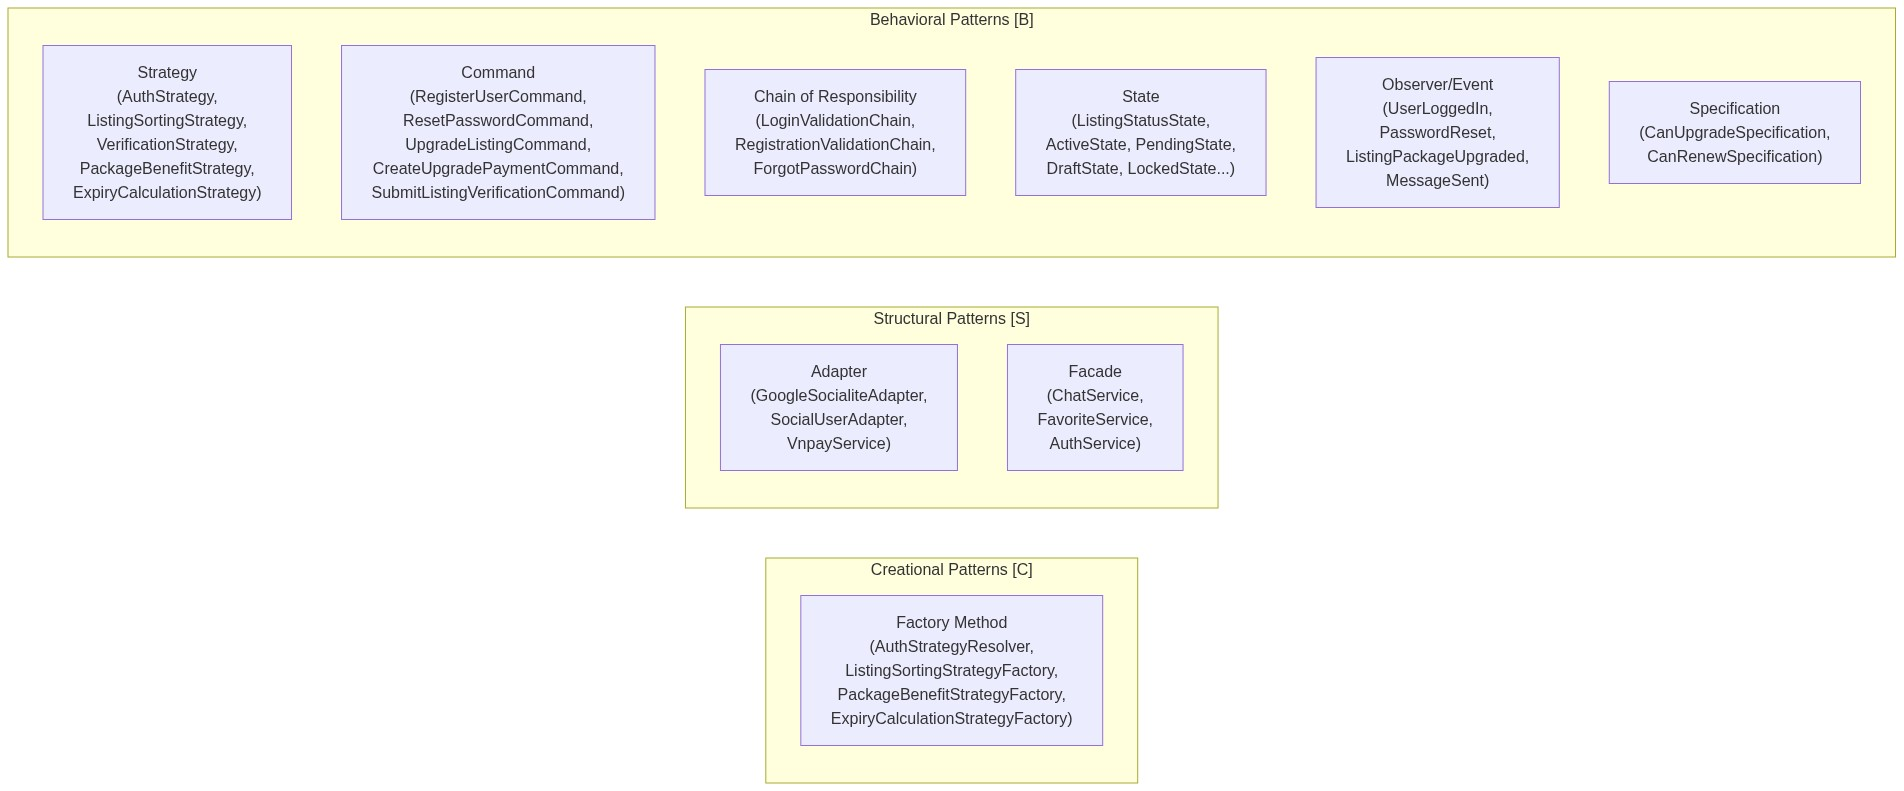 Behavioral Patterns [B]
Strategy
(AuthStrategy,
ListingSortingStrategy,
VerificationStrategy,
PackageBenefitStrategy,
ExpiryCalculationStrategy)
Command
(RegisterUserCommand,
ResetPasswordCommand,
UpgradeListingCommand,
CreateUpgradePaymentCommand,
SubmitListingVerificationCommand)
Chain of Responsibility
(LoginValidationChain,
RegistrationValidationChain,
ForgotPasswordChain)
State
(ListingStatusState,
ActiveState, PendingState,
DraftState, LockedState...)
Observer/Event
(UserLoggedIn,
PasswordReset,
ListingPackageUpgraded,
MessageSent)
Specification
(CanUpgradeSpecification,
CanRenewSpecification)
Structural Patterns [S]
Adapter
(GoogleSocialiteAdapter,
SocialUserAdapter,
VnpayService)
Facade
(ChatService,
FavoriteService,
AuthService)
Creational Patterns [C]
Factory Method
(AuthStrategyResolver,
ListingSortingStrategyFactory,
PackageBenefitStrategyFactory,
ExpiryCalculationStrategyFactory)